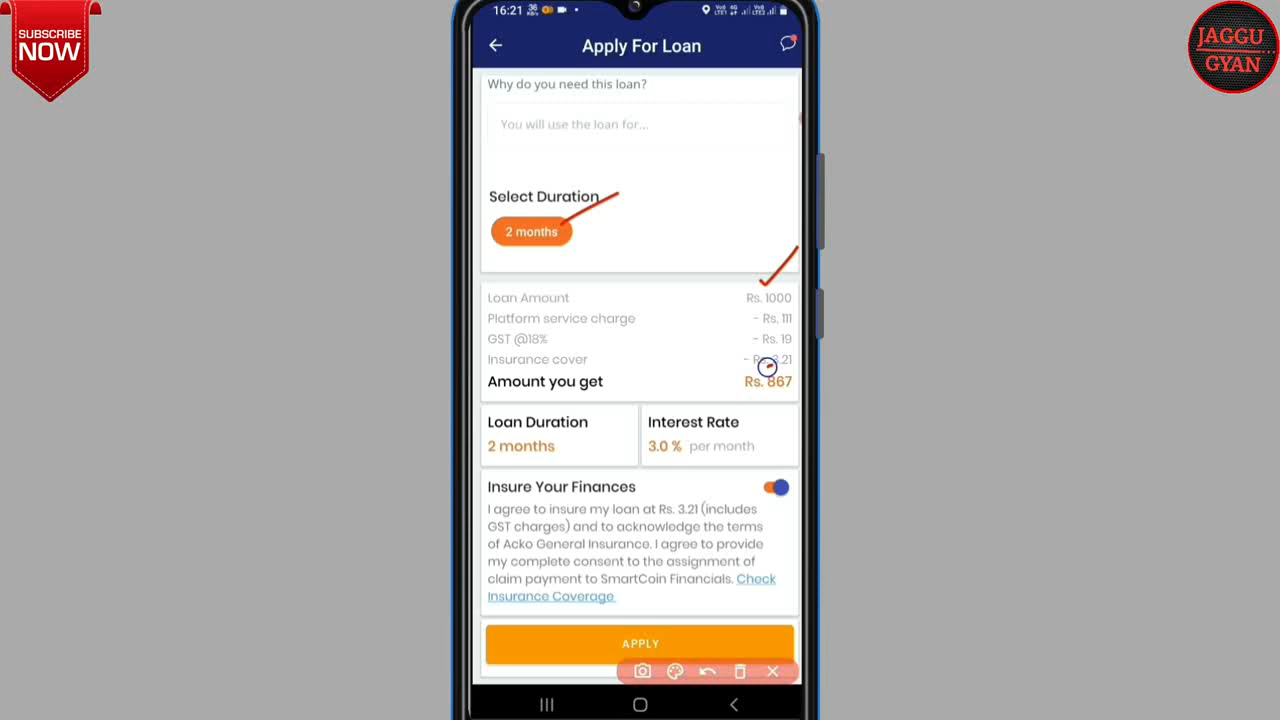 SUBSCRIBE
NOW
JAGGU
GYAN
16:21 36 KB/s
Apply For Loan
Why do you need this loan?
You will use the loan for...
Select Duration
2 months
Loan Amount Rs. 1000
Platform service charge - Rs. 111
GST @18% - Rs. 19
Insurance cover - Rs. 3.21
Amount you get Rs. 867
Loan Duration
2 months
Interest Rate
3.0 % per month
Insure Your Finances
I agree to insure my loan at Rs. 3.21 (includes
GST charges) and to acknowledge the terms
of Acko General Insurance. I agree to provide
my complete consent to the assignment of
claim payment to SmartCoin Financials. Check
Insurance Coverage
APPLY